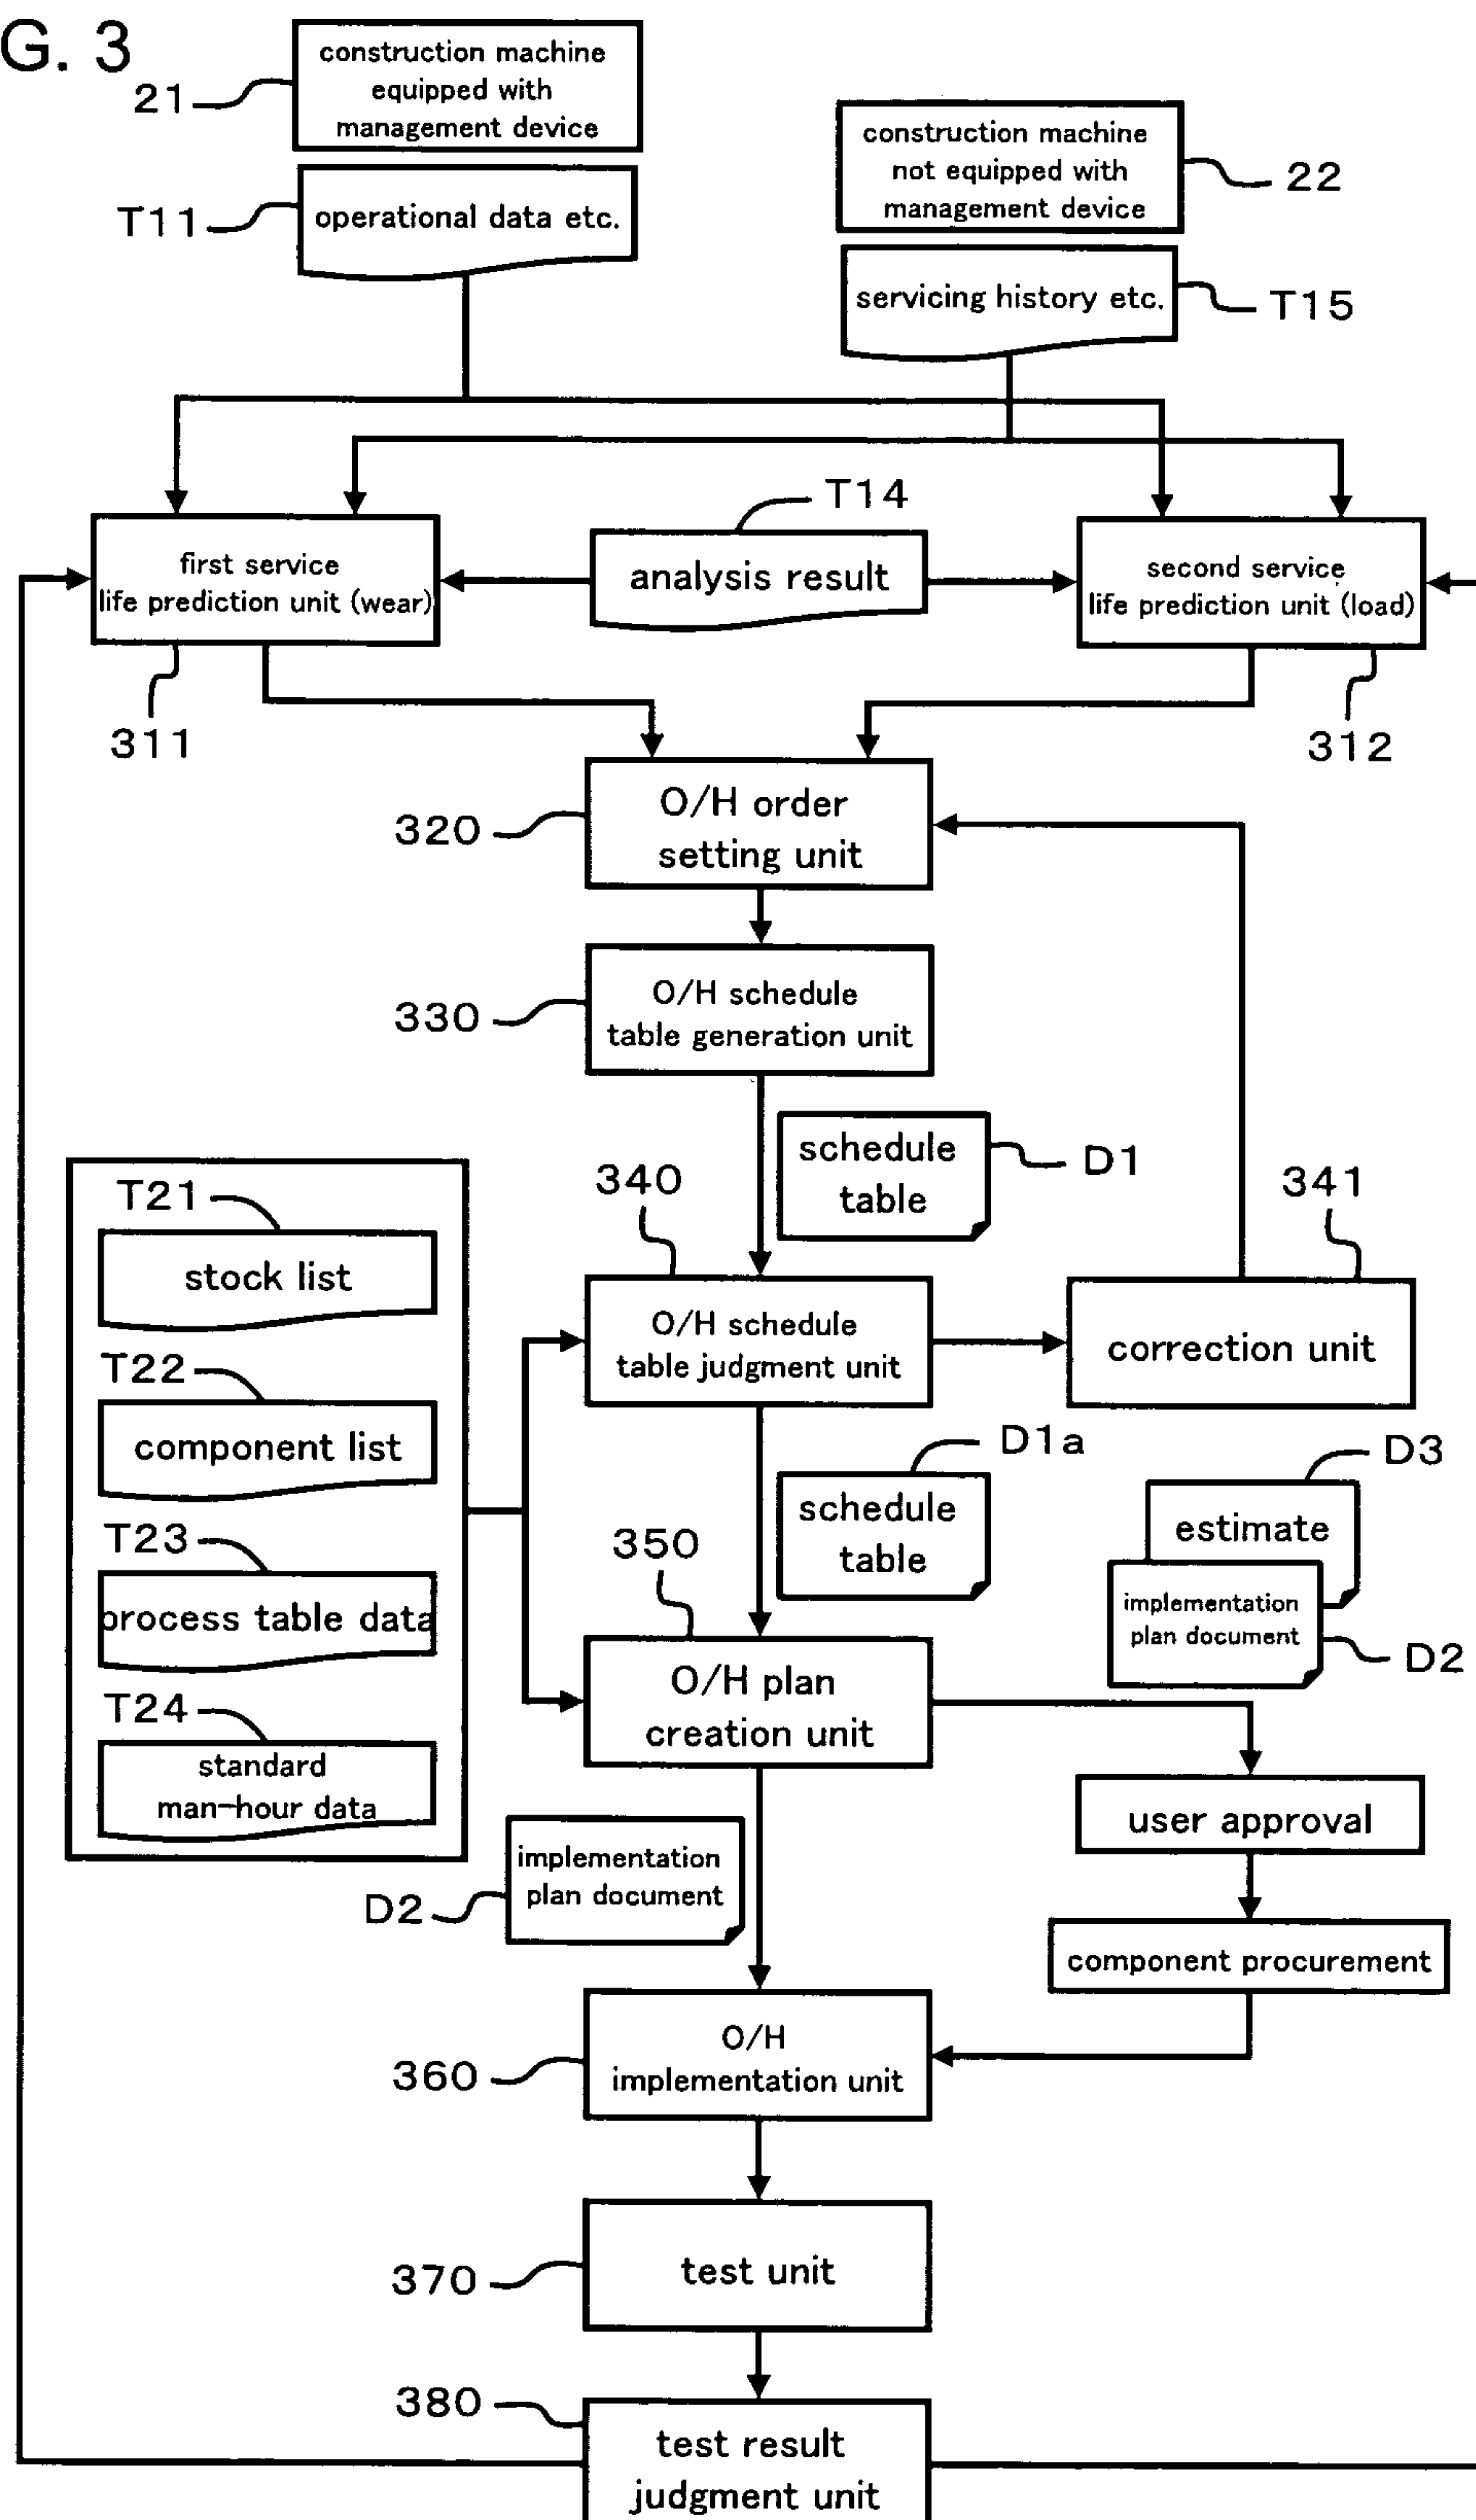 G. 3
construction machine
equipped with
management device
21
construction machine
not equipped with
management device
22
T11
operational data etc.
servicing history etc.
T15
T14
first service
life prediction unit (wear)
analysis result
second service
life prediction unit (load)
311
312
O/H order
setting unit
320
O/H schedule
table generation unit
330
schedule
table
D1
340
341
T21
stock list
O/H schedule
table judgment unit
correction unit
T22
component list
D1a
D3
schedule
table
estimate
350
T23
process table data
implementation
plan document
D2
O/H plan
creation unit
T24
standard
man-hour data
user approval
implementation
plan document
D2
component procurement
O/H
implementation unit
360
test unit
370
380
test result
judgment unit